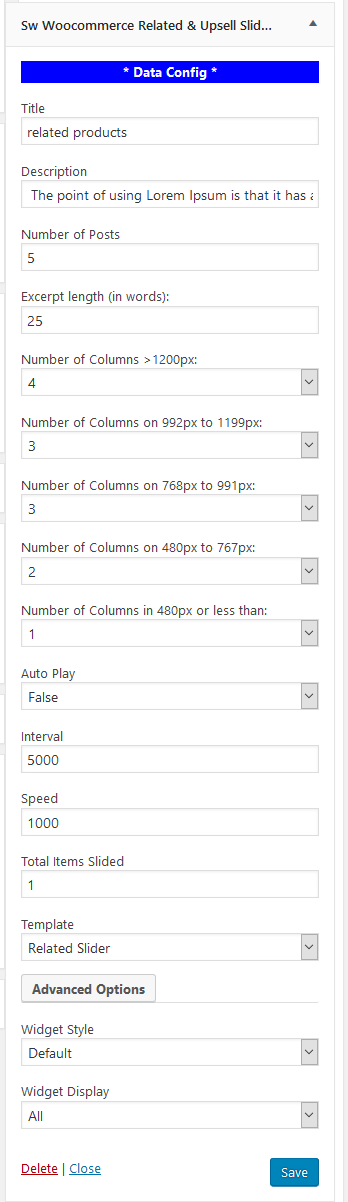 Sw Woocommerce Related & Upsell Slid...
* Data Config *
Title
related products
Description
The point of using Lorem Ipsum is that it has a
Number of Posts
5
Excerpt length (in words):
25
Number of Columns >1200px:
4
Number of Columns on 992px to 1199px:
3
Number of Columns on 768px to 991px:
3
Number of Columns on 480px to 767px:
2
Number of Columns in 480px or less than:
1
Auto Play
False
Interval
5000
Speed
1000
Total Items Slided
1
Template
Related Slider
Advanced Options
Widget Style
Default
Widget Display
All
Delete | Close
Save